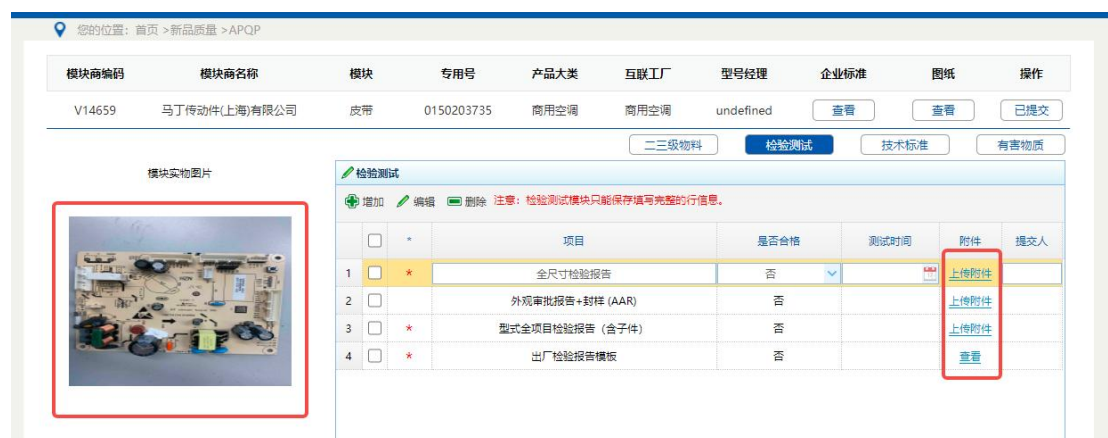 您的位置：首页 >新品质量 >APQP
模块商编码 模块商名称 模块 专用号 产品大类 互联工厂 型号经理 企业标准 图纸 操作
V14659 马丁传动件(上海)有限公司 皮带 0150203735 商用空调 商用空调 undefined 查看 查看 已提交
二三级物料 检验测试 技术标准 有害物质
模块实物图片
检验测试
增加 编辑 删除 注意：检验测试模块只能保存填写完整的行信息。
* 项目 是否合格 测试时间 附件 提交人
1 * 全尺寸检验报告 否 上传附件
2 外观审批报告+封样 (AAR) 否 上传附件
3 * 型式全项目检验报告（含子件） 否 上传附件
4 * 出厂检验报告模板 否 查看